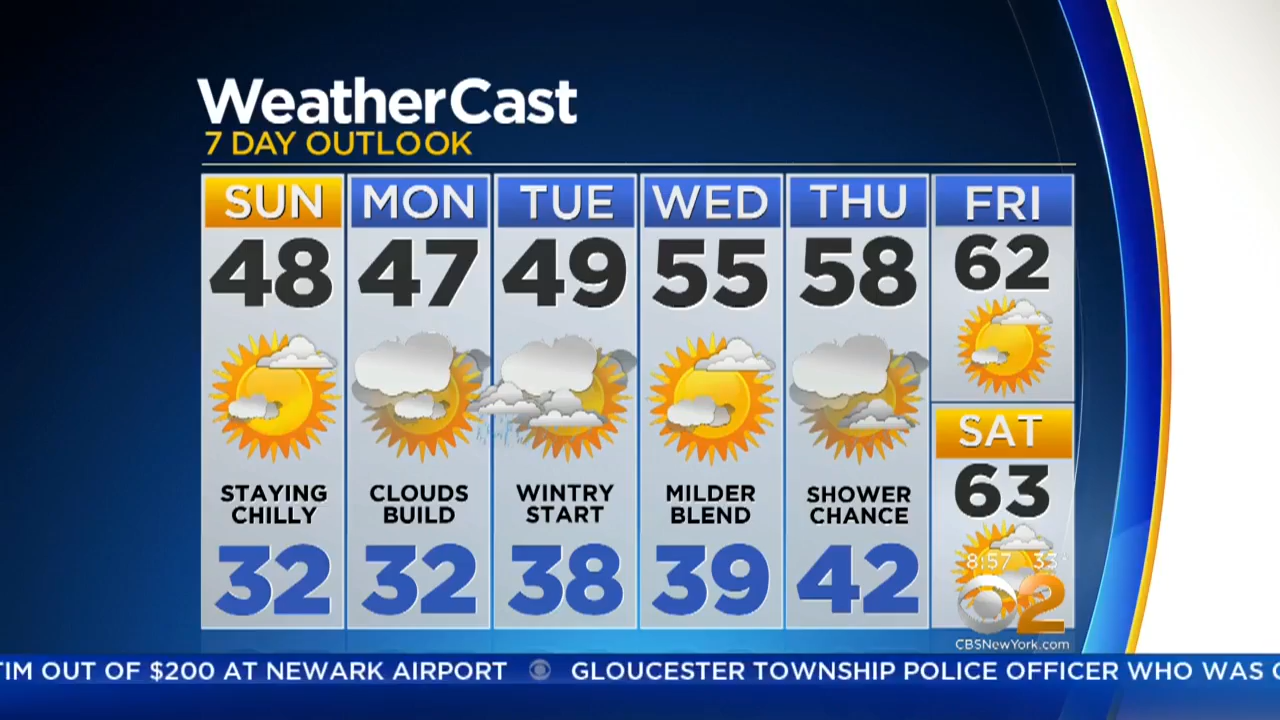 WeatherCast
7 DAY OUTLOOK
SUN
48
STAYING
CHILLY
32
MON
47
CLOUDS
BUILD
32
TUE
49
WINTRY
START
38
WED
55
MILDER
BLEND
39
THU
58
SHOWER
CHANCE
42
FRI
62
SAT
63
8:57 33°
2
CBSNewYork.com
TIM OUT OF $200 AT NEWARK AIRPORT GLOUCESTER TOWNSHIP POLICE OFFICER WHO WAS